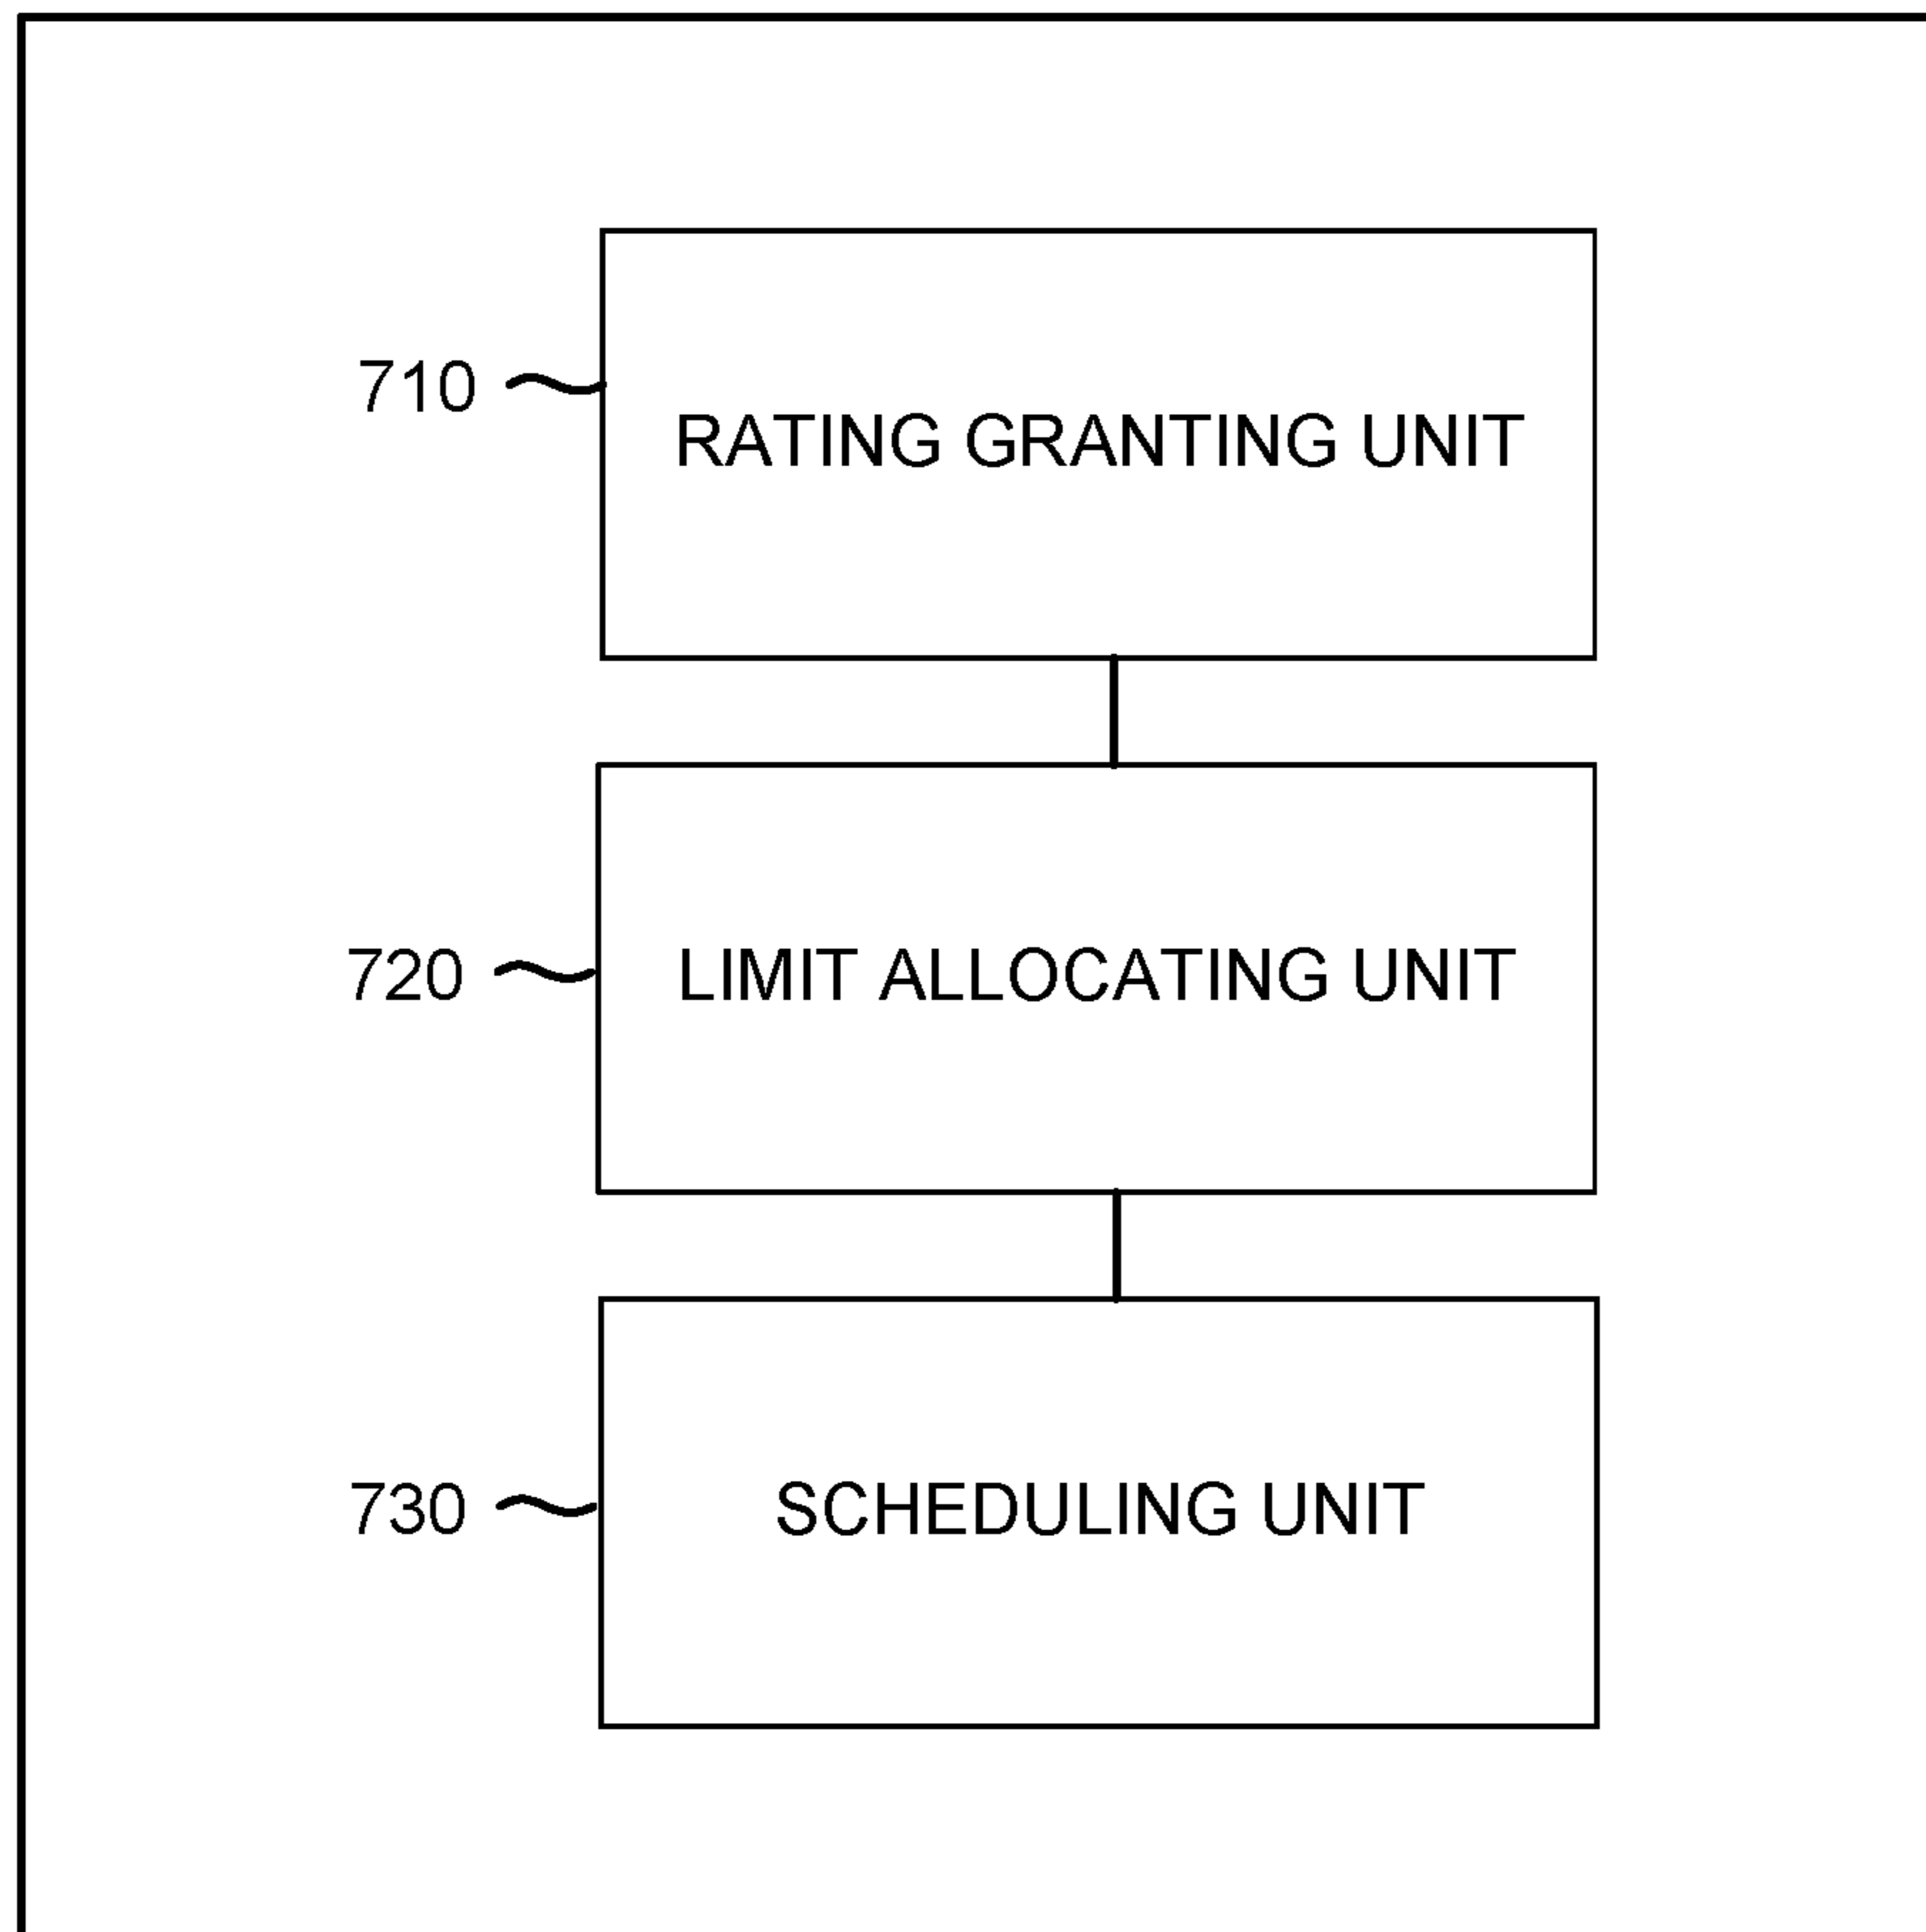 710
RATING GRANTING UNIT
720
LIMIT ALLOCATING UNIT
730
SCHEDULING UNIT